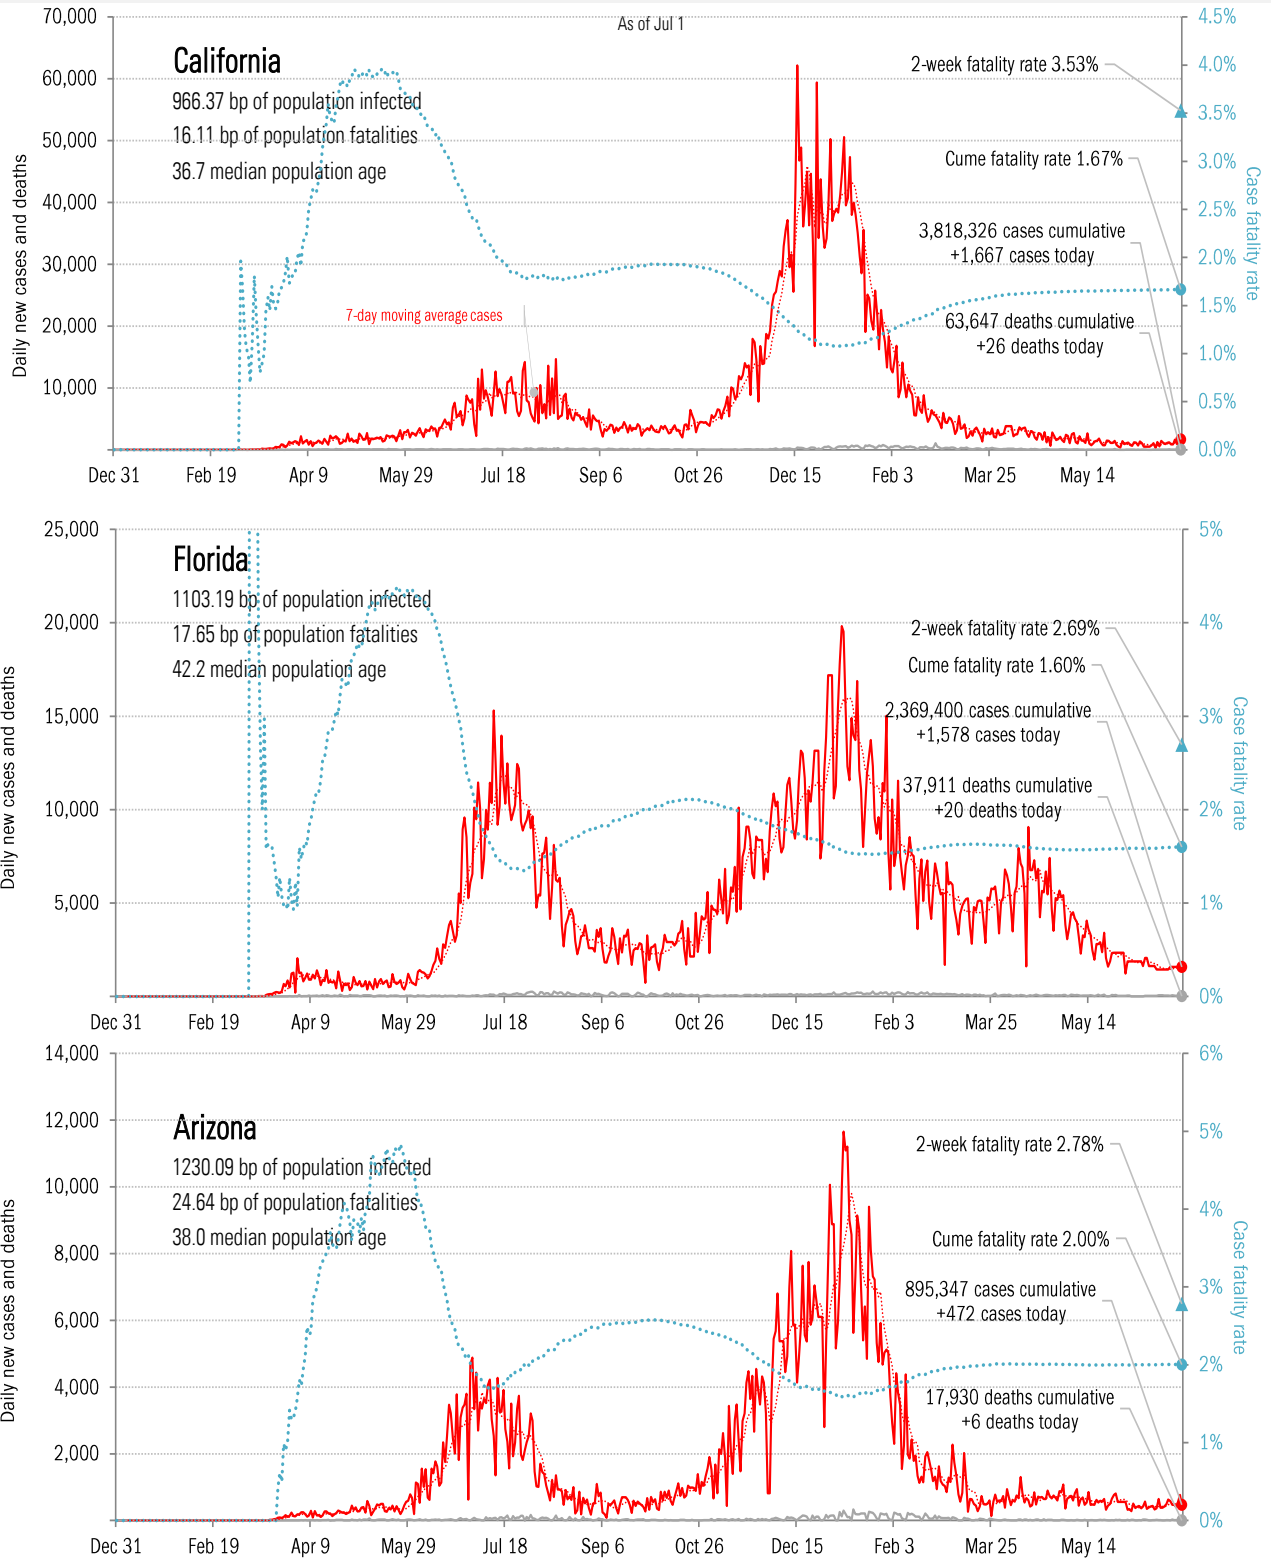 As of Jul 1
70,000
60,000
50,000
40,000
30,000
20,000
10,000
4.5%
4.0%
3.5%
3.0%
2.5%
2.0%
1.5%
1.0%
0.5%
0.0%
Daily new cases and deaths
Case fatality rate
California
966.37 bp of population infected
16.11 bp of population fatalities
36.7 median population age
7-day moving average cases
2-week fatality rate 3.53%
Cume fatality rate 1.67%
3,818,326 cases cumulative
+1,667 cases today
63,647 deaths cumulative
+26 deaths today
Dec 31 Feb 19 Apr 9 May 29 Jul 18 Sep 6 Oct 26 Dec 15 Feb 3 Mar 25 May 14
25,000
20,000
15,000
10,000
5,000
5%
4%
3%
2%
1%
0%
Daily new cases and deaths
Case fatality rate
Florida
1103.19 bp of population infected
17.65 bp of population fatalities
42.2 median population age
2-week fatality rate 2.69%
Cume fatality rate 1.60%
2,369,400 cases cumulative
+1,578 cases today
37,911 deaths cumulative
+20 deaths today
Dec 31 Feb 19 Apr 9 May 29 Jul 18 Sep 6 Oct 26 Dec 15 Feb 3 Mar 25 May 14
14,000
12,000
10,000
8,000
6,000
4,000
2,000
6%
5%
4%
3%
2%
1%
0%
Daily new cases and deaths
Case fatality rate
Arizona
1230.09 bp of population infected
24.64 bp of population fatalities
38.0 median population age
2-week fatality rate 2.78%
Cume fatality rate 2.00%
895,347 cases cumulative
+472 cases today
17,930 deaths cumulative
+6 deaths today
Dec 31 Feb 19 Apr 9 May 29 Jul 18 Sep 6 Oct 26 Dec 15 Feb 3 Mar 25 May 14